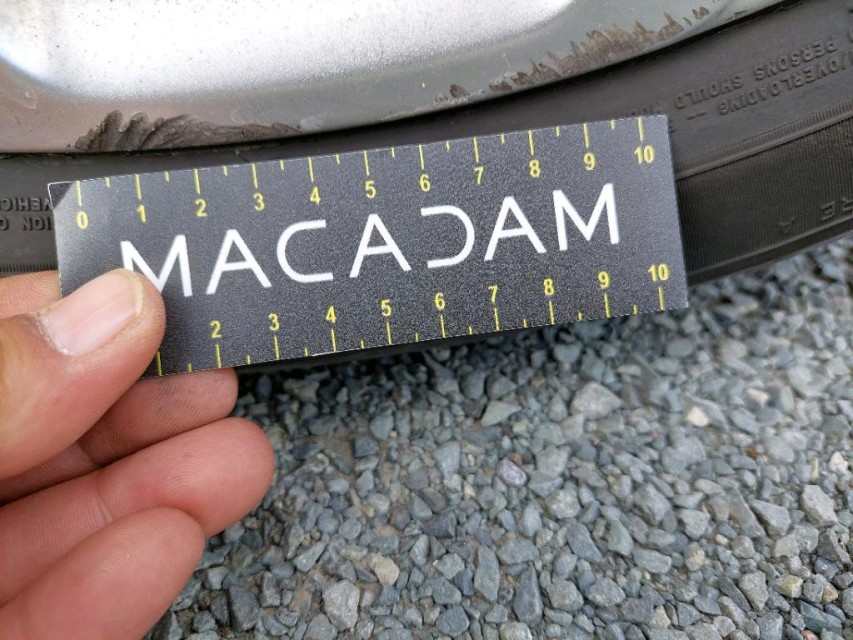 /OVERLOADING
PERSONS SHOULD --
0 1 2 3 4 5 6 7 8 9 10
MACADAM
2 3 4 5 6 7 8 9 10